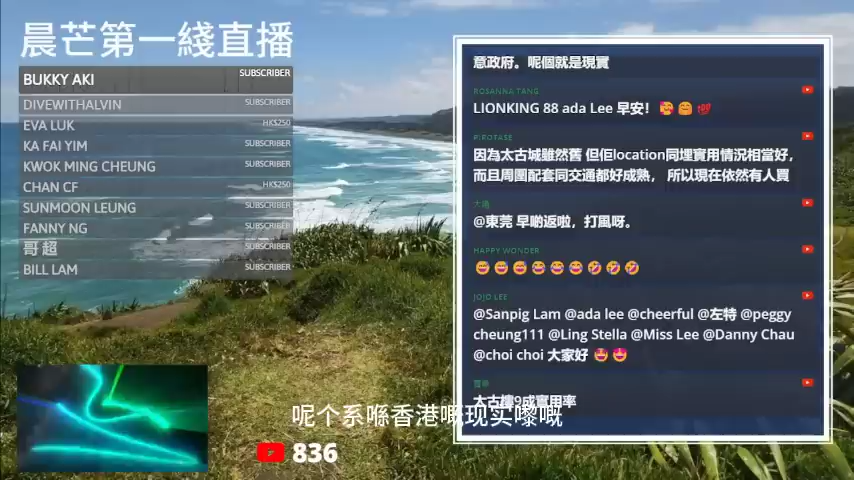 晨芒第一綫直播
BUKKY AKI SUBSCRIBER
DIVEWITHALVIN SUBSCRIBER
EVA LUK HK$250
KA FAI YIM SUBSCRIBER
KWOK MING CHEUNG SUBSCRIBER
CHAN CF HK$250
SUNMOON LEUNG SUBSCRIBER
FANNY NG SUBSCRIBER
哥 超 SUBSCRIBER
BILL LAM SUBSCRIBER
意政府。呢個就是現實
ROSANNA TANG
LIONKING 88 ada Lee 早安！ 🥰 🤗 💯
PIROTASE
因為太古城雖然舊 但佢location同埋實用情況相當好，
而且周圍配套同交通都好成熟， 所以現在依然有人買
@東莞 早啲返啦，打風呀。
HAPPY WONDER
😅 😅 😅 😂 😂 😂 🤣 🤣 🤣
JOJO LEE
@Sanpig Lam @ada lee @cheerful @左特 @peggy
cheung111 @Ling Stella @Miss Lee @Danny Chau
@choi choi 大家好 🤩 😍
太古樓9成實用率
呢个系喺香港嘅现实嚟嘅
836